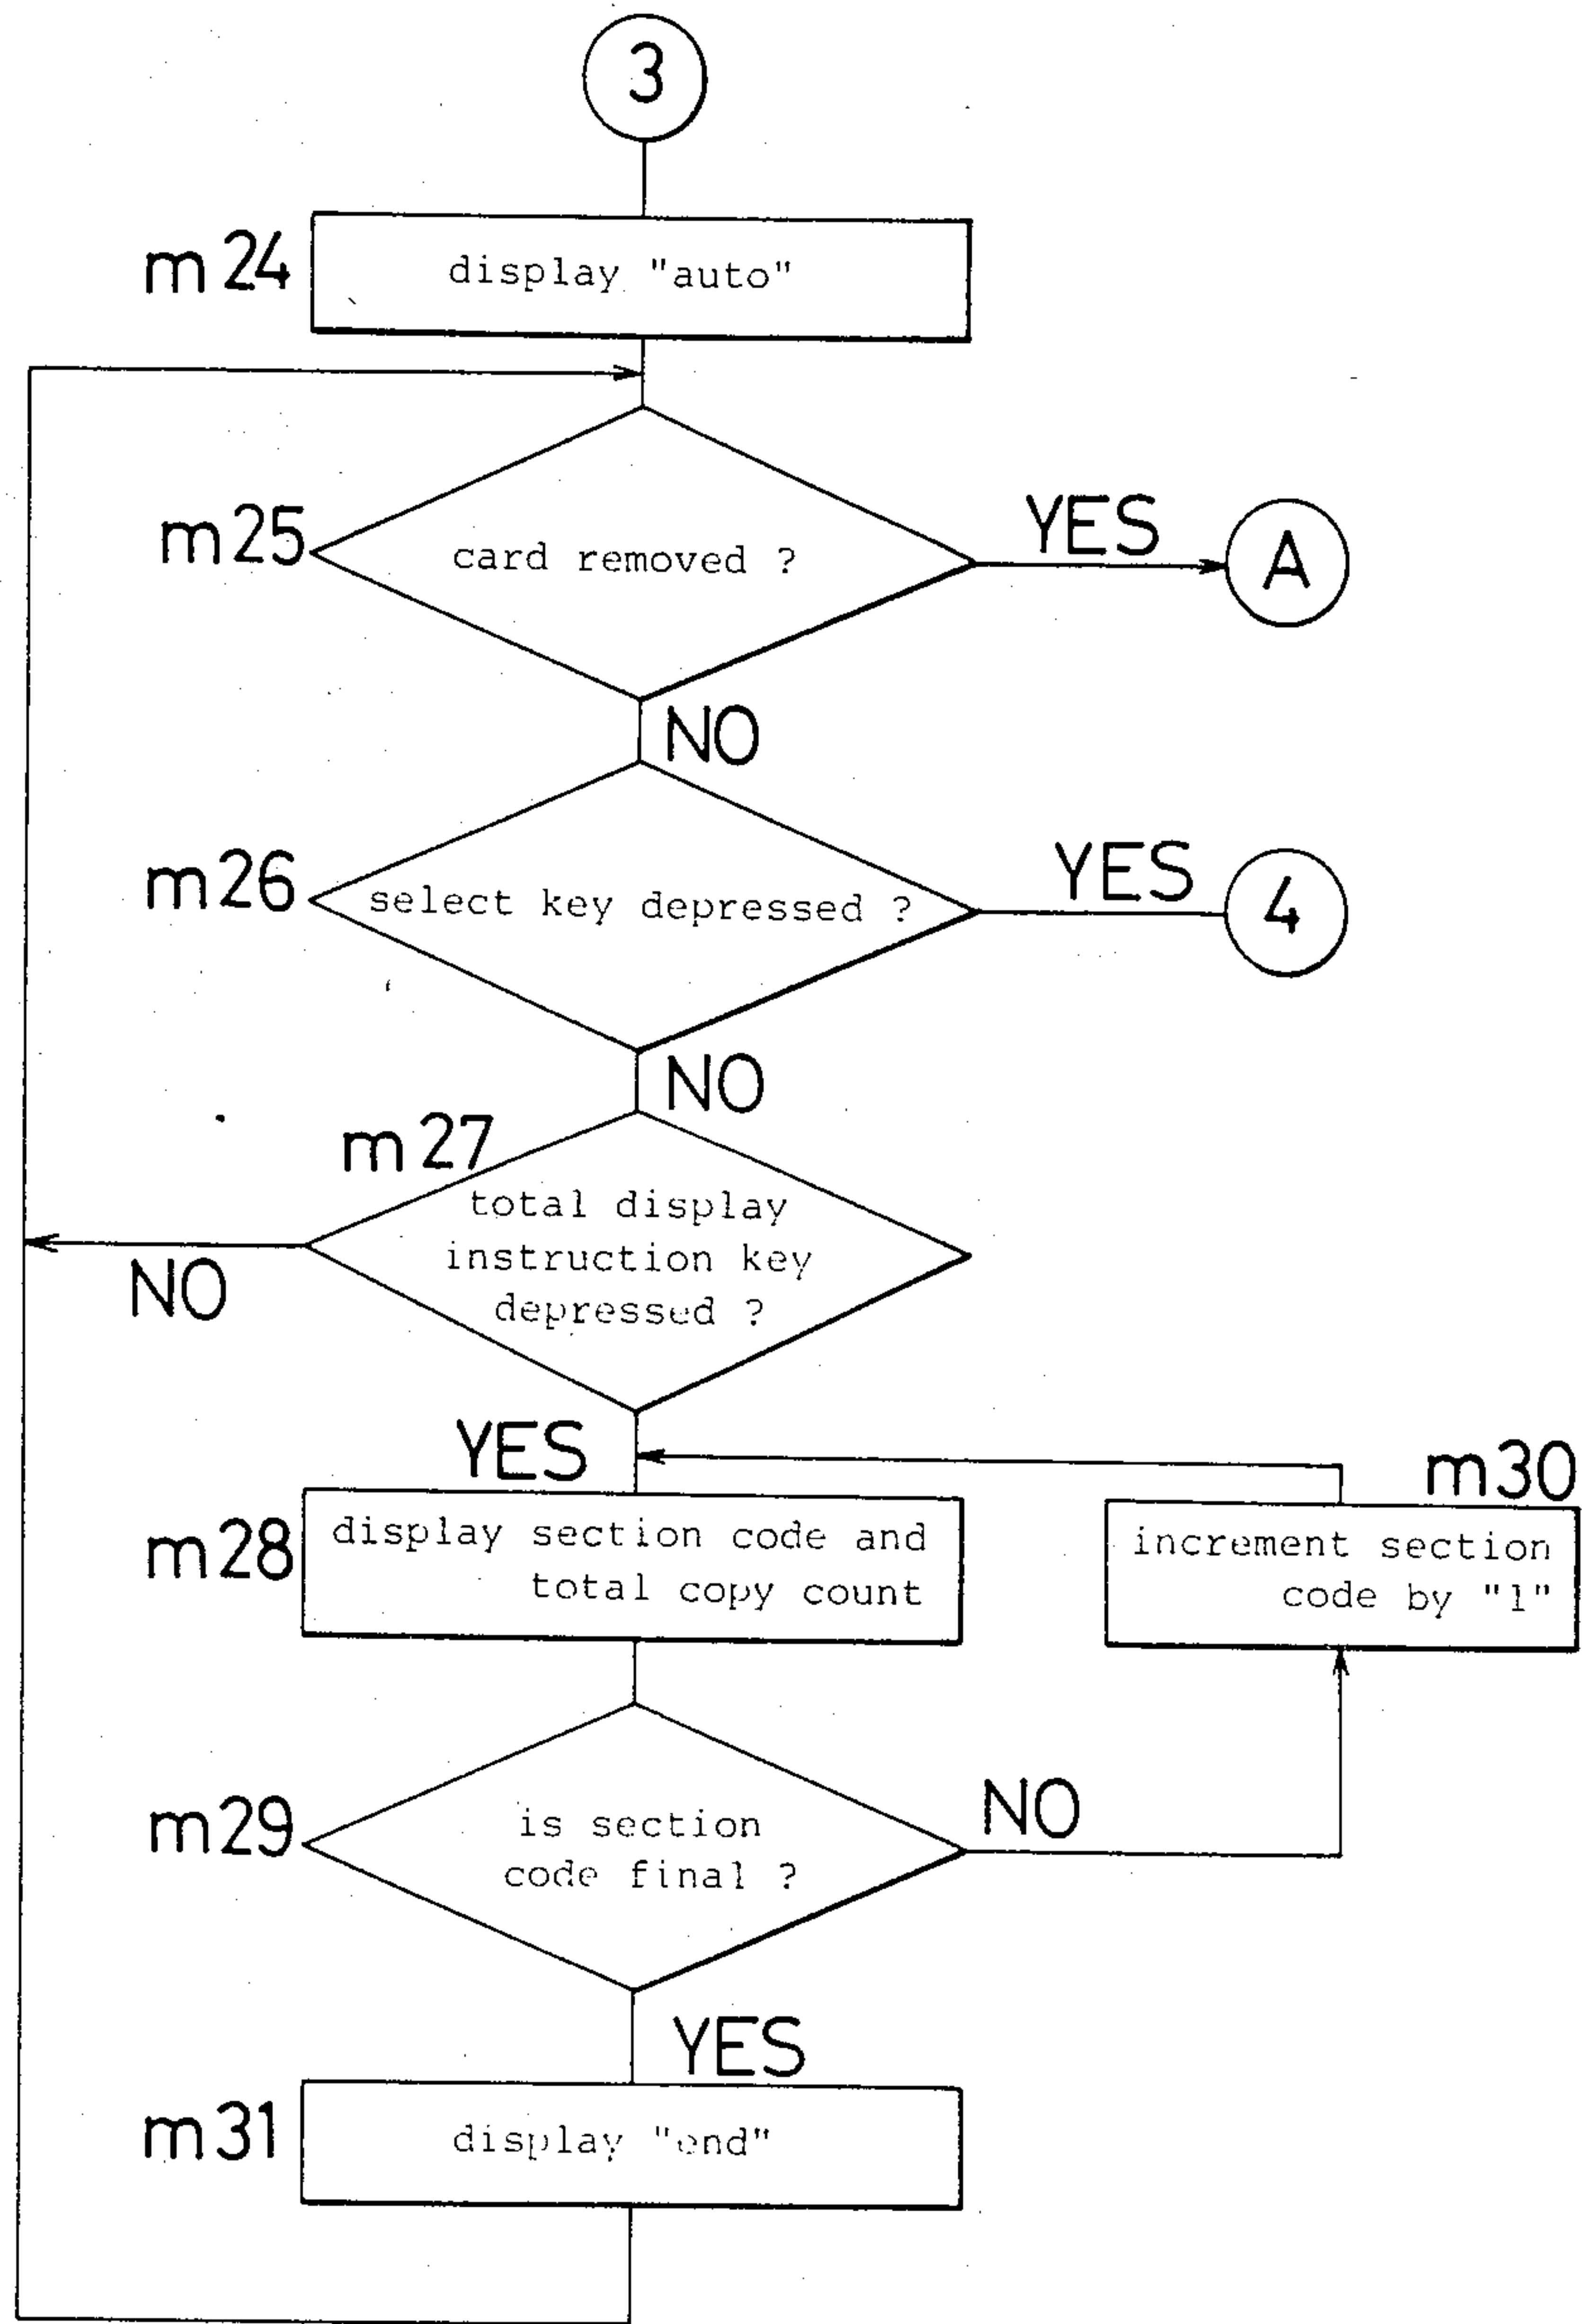 3
m24
display "auto"
m25
card removed ?
YES
A
NO
m26
select key depressed ?
YES
4
NO
m27
total display
instruction key
depressed ?
NO
YES
m28
display section code and
total copy count
m30
increment section
code by "1"
m29
is section
code final ?
NO
YES
m31
display "end"